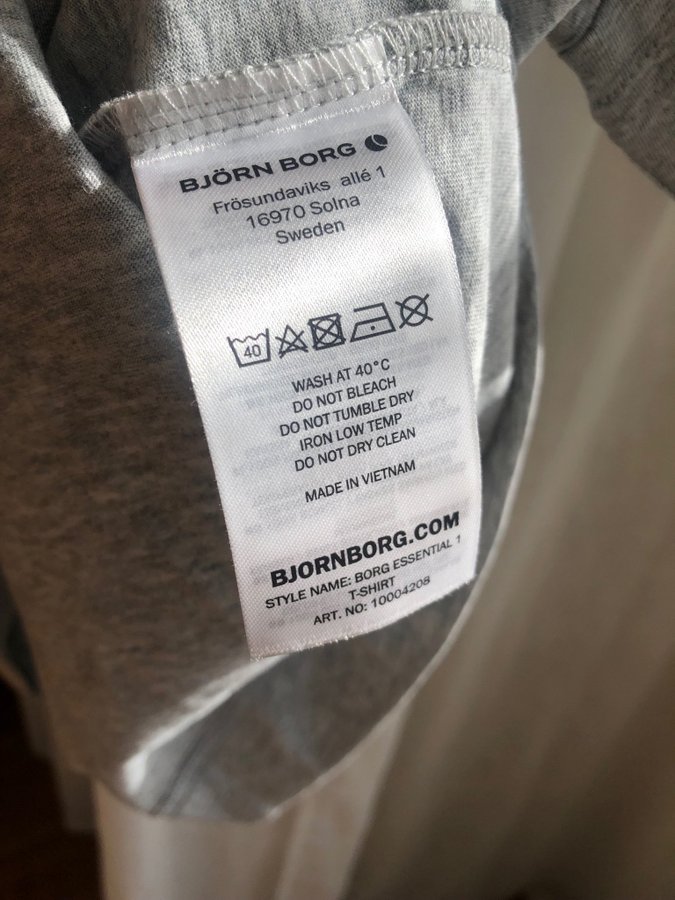 BJÖRN BORG
Frösundaviks allé 1
16970 Solna
Sweden
40
WASH AT 40°C
DO NOT BLEACH
DO NOT TUMBLE DRY
IRON LOW TEMP
DO NOT DRY CLEAN
MADE IN VIETNAM
BJORNBORG.COM
STYLE NAME: BORG ESSENTIAL 1
T-SHIRT
ART. NO: 10004208